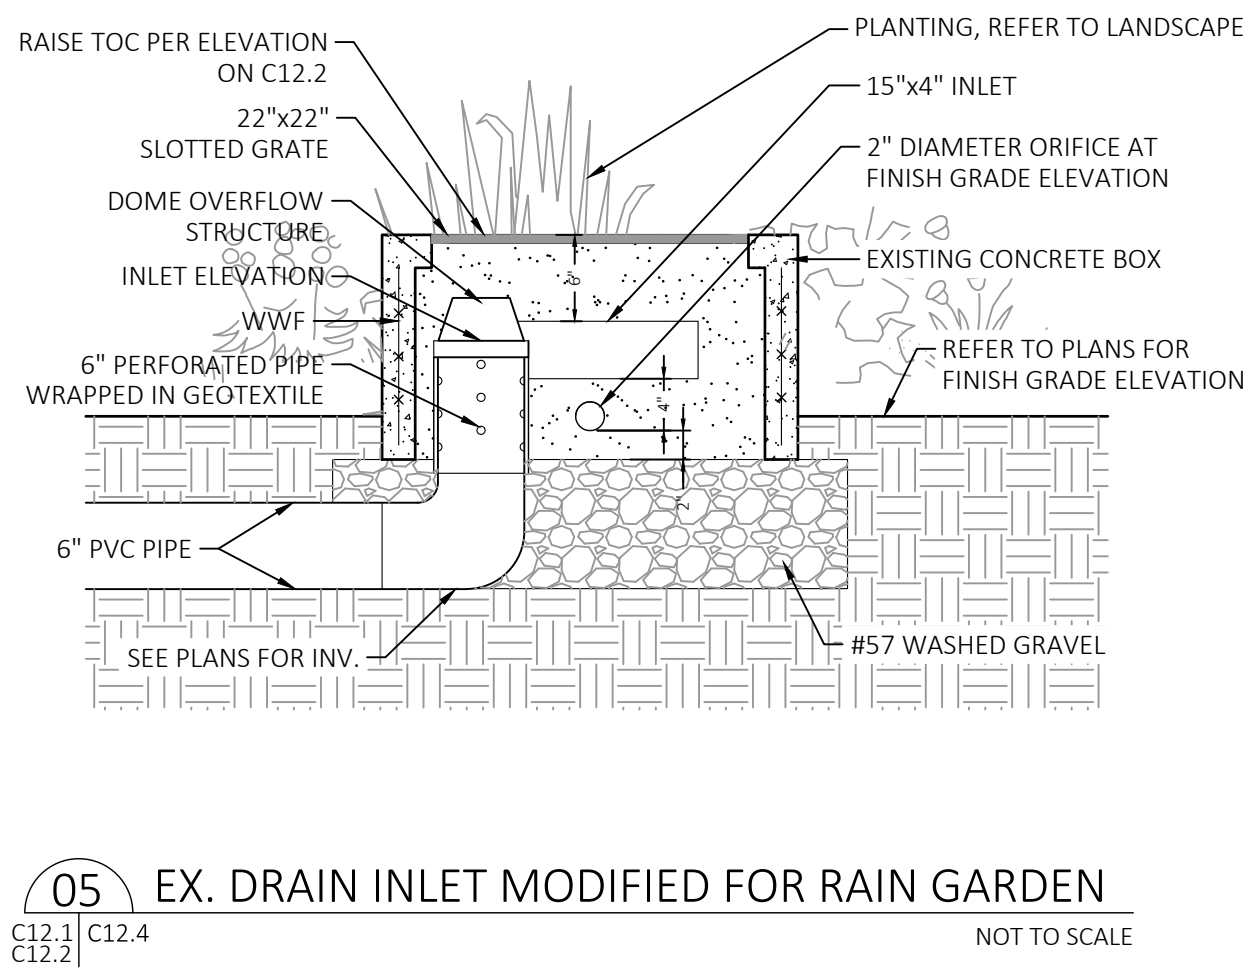 RAISE TOC PER ELEVATION
ON C12.2
22"x22"
SLOTTED GRATE
DOME OVERFLOW
STRUCTURE
INLET ELEVATION
WWF
6" PERFORATED PIPE
WRAPPED IN GEOTEXTILE
6" PVC PIPE
SEE PLANS FOR INV.
PLANTING, REFER TO LANDSCAPE
15"x4" INLET
2" DIAMETER ORIFICE AT
FINISH GRADE ELEVATION
EXISTING CONCRETE BOX
REFER TO PLANS FOR
FINISH GRADE ELEVATION
#57 WASHED GRAVEL
6"
4"
2"
05
EX. DRAIN INLET MODIFIED FOR RAIN GARDEN
C12.1
C12.2
C12.4
NOT TO SCALE